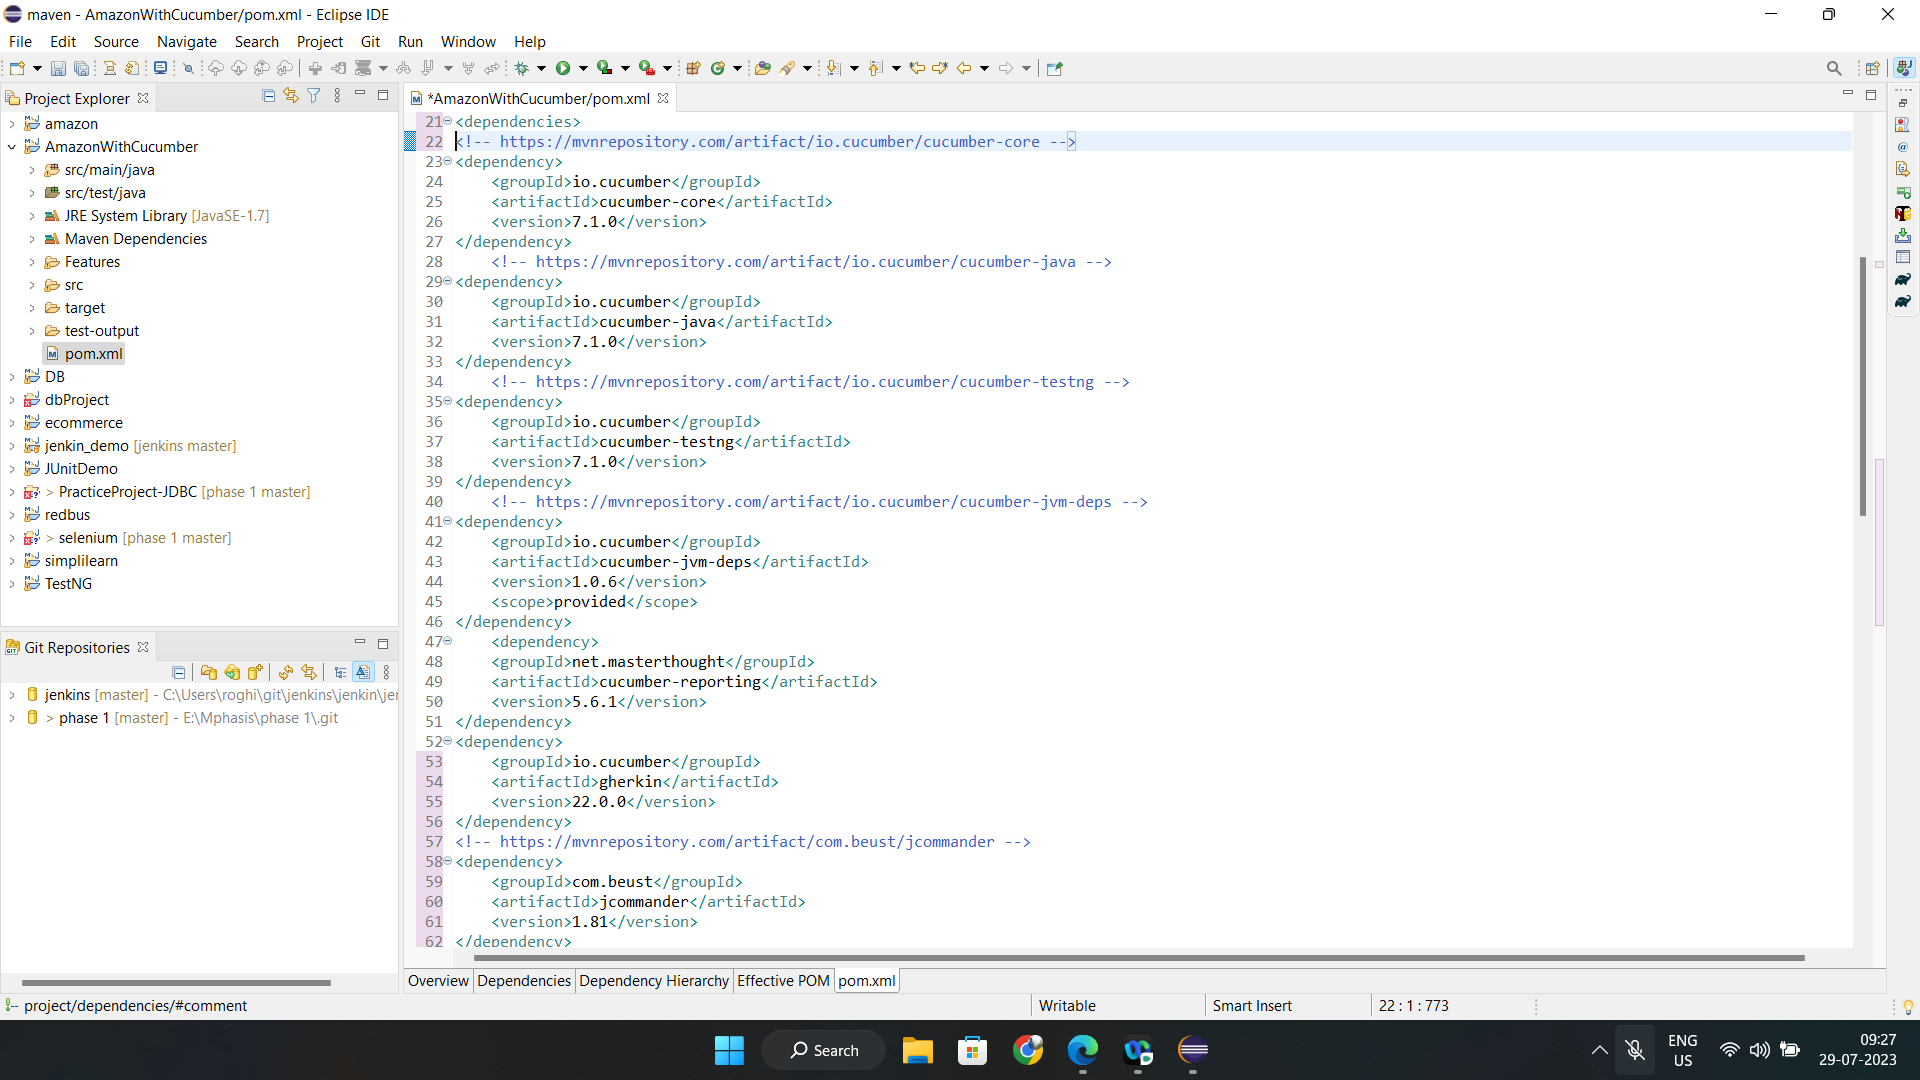 maven - AmazonWithCucumber/pom.xml - Eclipse IDE
File Edit Source Navigate Search Project Git Run Window Help
Project Explorer
amazon
AmazonWithCucumber
src/main/java
src/test/java
JRE System Library [JavaSE-1.7]
Maven Dependencies
Features
src
target
test-output
pom.xml
DB
dbProject
ecommerce
jenkin_demo [jenkins master]
JUnitDemo
> PracticeProject-JDBC [phase 1 master]
redbus
> selenium [phase 1 master]
simplilearn
TestNG
Git Repositories
jenkins [master] - C:\Users\roghi\git\jenkins\jenkin\jer
> phase 1 [master] - E:\Mphasis\phase 1\.git
*AmazonWithCucumber/pom.xml
21 <dependencies>
22 <!-- https://mvnrepository.com/artifact/io.cucumber/cucumber-core -->
23 <dependency>
24     <groupId>io.cucumber</groupId>
25     <artifactId>cucumber-core</artifactId>
26     <version>7.1.0</version>
27 </dependency>
28     <!-- https://mvnrepository.com/artifact/io.cucumber/cucumber-java -->
29 <dependency>
30     <groupId>io.cucumber</groupId>
31     <artifactId>cucumber-java</artifactId>
32     <version>7.1.0</version>
33 </dependency>
34     <!-- https://mvnrepository.com/artifact/io.cucumber/cucumber-testng -->
35 <dependency>
36     <groupId>io.cucumber</groupId>
37     <artifactId>cucumber-testng</artifactId>
38     <version>7.1.0</version>
39 </dependency>
40     <!-- https://mvnrepository.com/artifact/io.cucumber/cucumber-jvm-deps -->
41 <dependency>
42     <groupId>io.cucumber</groupId>
43     <artifactId>cucumber-jvm-deps</artifactId>
44     <version>1.0.6</version>
45     <scope>provided</scope>
46 </dependency>
47     <dependency>
48     <groupId>net.masterthought</groupId>
49     <artifactId>cucumber-reporting</artifactId>
50     <version>5.6.1</version>
51 </dependency>
52 <dependency>
53     <groupId>io.cucumber</groupId>
54     <artifactId>gherkin</artifactId>
55     <version>22.0.0</version>
56 </dependency>
57 <!-- https://mvnrepository.com/artifact/com.beust/jcommander -->
58 <dependency>
59     <groupId>com.beust</groupId>
60     <artifactId>jcommander</artifactId>
61     <version>1.81</version>
62 </dependency>
Overview Dependencies Dependency Hierarchy Effective POM pom.xml
project/dependencies/#comment
Writable Smart Insert 22 : 1 : 773
Search
ENG
US
09:27
29-07-2023